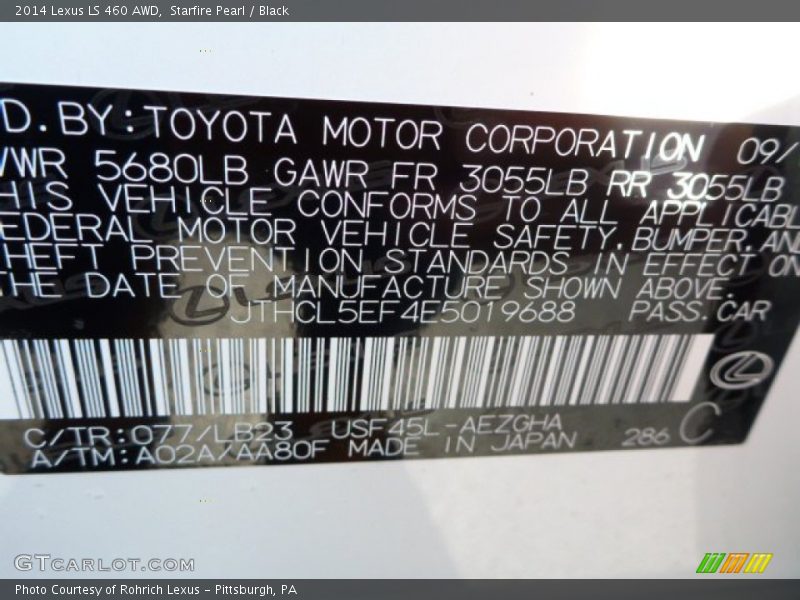 2014 Lexus LS 460 AWD, Starfire Pearl / Black
D.BY:TOYOTA MOTOR CORPORATION 09/
VWR 5680LB GAWR FR 3055LB RR 3055LB
HIS VEHICLE CONFORMS TO ALL APPLICABL
EDERAL MOTOR VEHICLE SAFETY,BUMPER,AND
THEFT PREVENTION STANDARDS IN EFFECT ON
THE DATE OF MANUFACTURE SHOWN ABOVE.
JTHCL5EF4E5019688 PASS.CAR
C/TR:077/LB23 USF45L-AEZGHA
A/TM:A02A/AA80F MADE IN JAPAN 286 C
GTCARLOT.COM
Photo Courtesy of Rohrich Lexus - Pittsburgh, PA